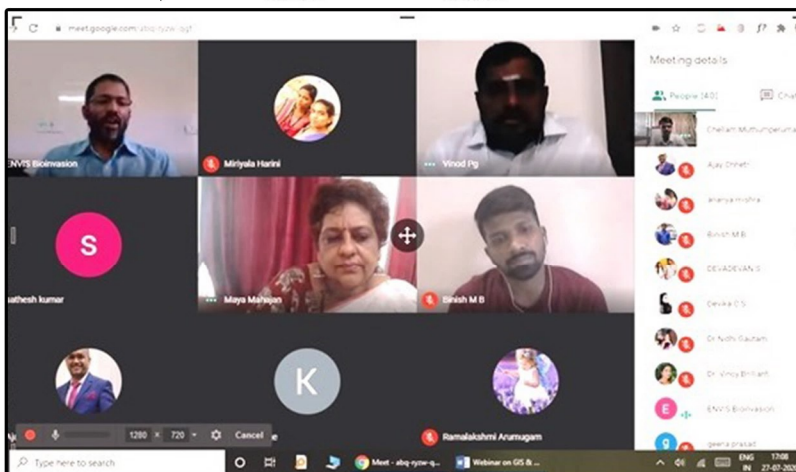 meet.google.com/abq-ryzw-qgf
Meeting details
People (40)
Chat
ENVIS Bioinvasion
Miriyala Harini
Vinod Pg
Chellam Muthumperumal
Ajay Chhetri
ananya mishra
S
Binish M B
athesh kumar
Maya Mahajan
Binish M B
DEVADEVAN S
Devika C S
Dr.Nidhi Gautam
K
Dr. Vincy Brilliant
E
ENVIS Bioinvasion
Ramalakshmi Arumugam
g
geena prasad
1280 × 720
Cancel
Type here to search
Meet - abq-ryzw-q...
Webinar on GIS & ...
ENG
IN
17:08
27-07-2020